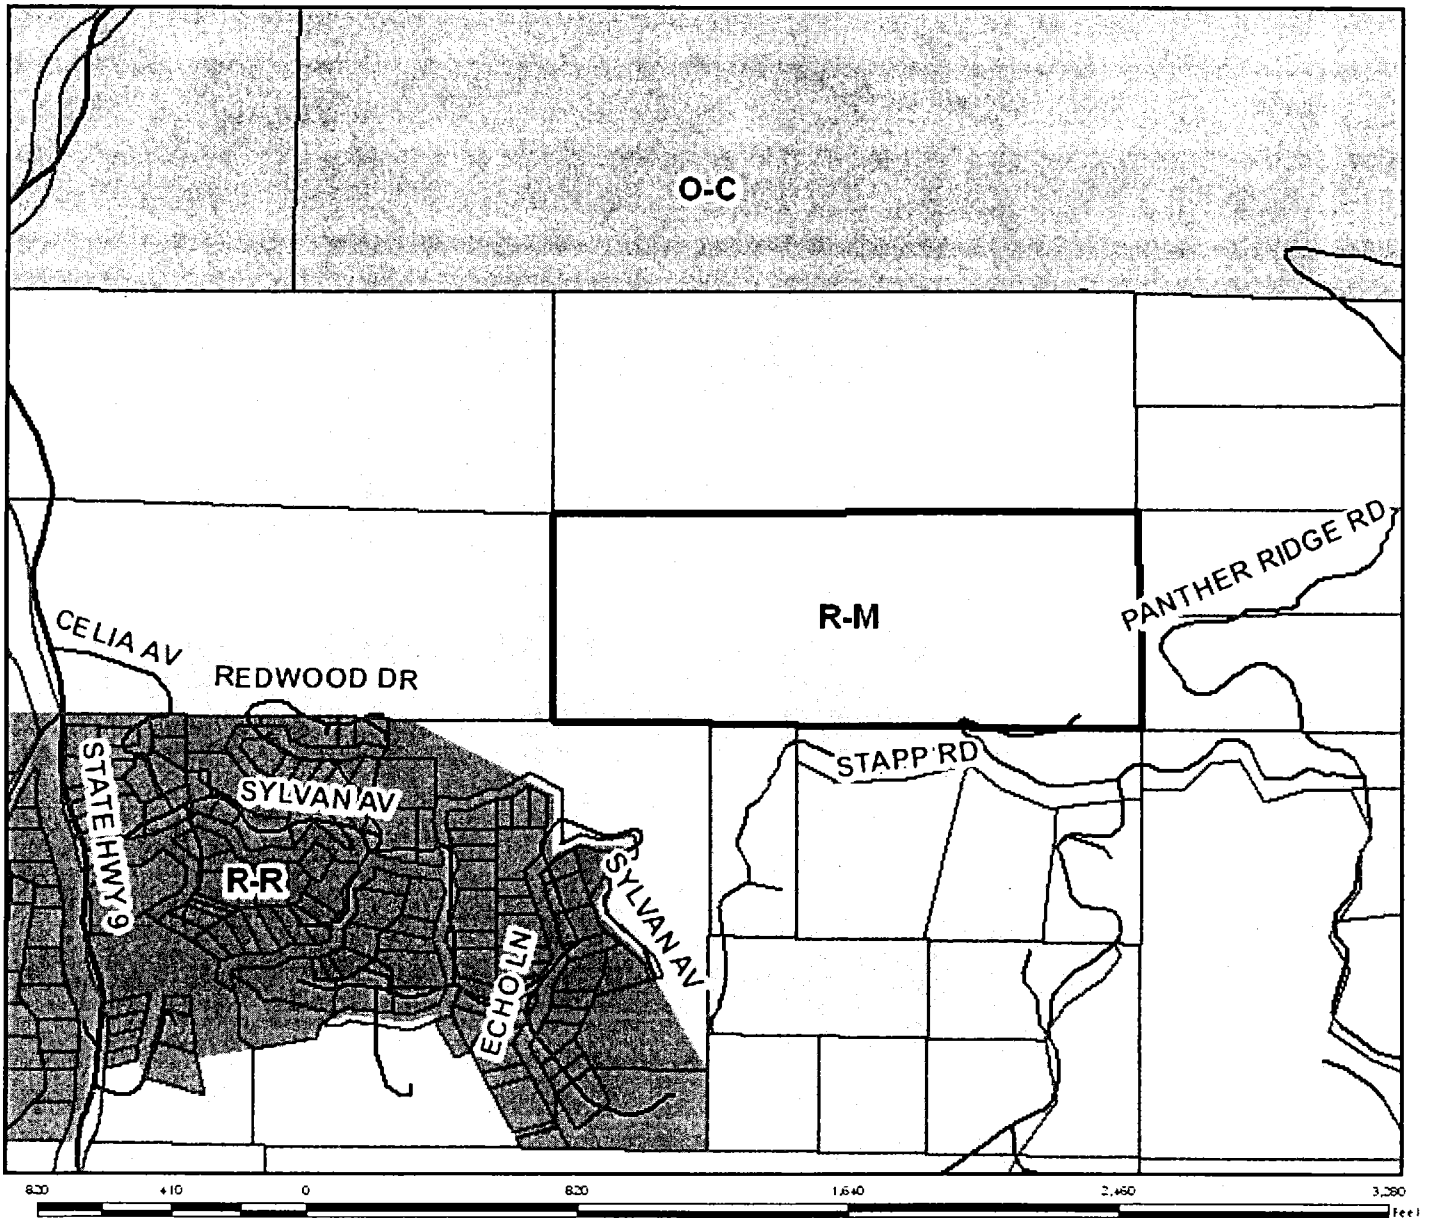 O-C
PANTHER RIDGE RD
R-M
CELIA AV
REDWOOD DR
STATE HWY 9
SYLVAN AV
STAPP RD
R-R
SYLVAN AV
ECHO LN
820 410 0 820 1,640 2,460 3,280
Feet